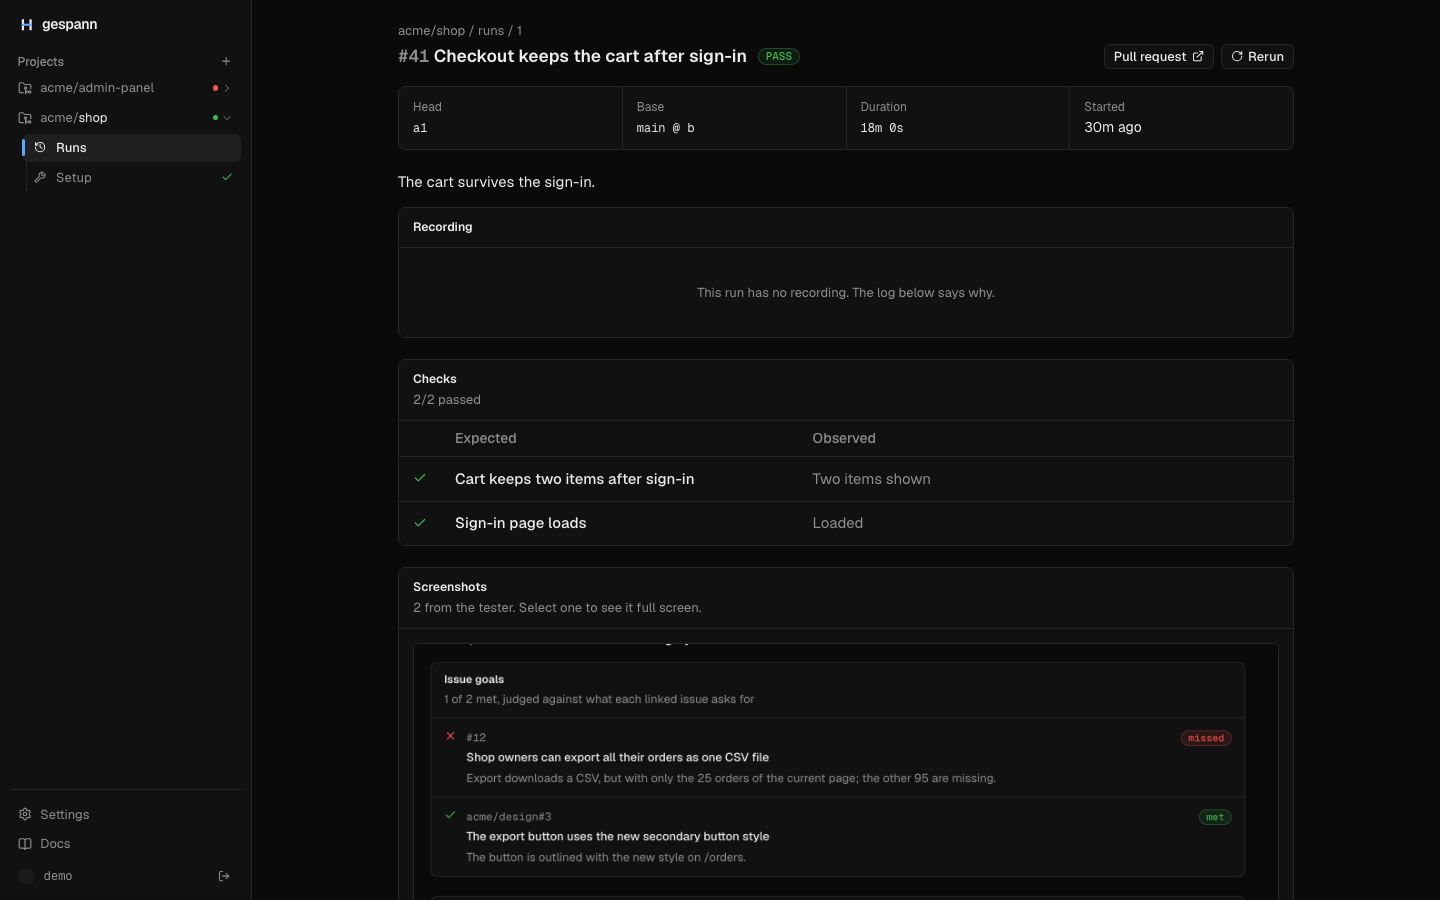 gespann
Projects
acme/admin-panel
acme/shop
Runs
Setup
Settings
Docs
demo
acme/shop / runs / 1
#41 Checkout keeps the cart after sign-in PASS
Pull request
Rerun
Head
a1
Base
main @ b
Duration
18m 0s
Started
30m ago
The cart survives the sign-in.
Recording
This run has no recording. The log below says why.
Checks
2/2 passed
Expected Observed
Cart keeps two items after sign-in Two items shown
Sign-in page loads Loaded
Screenshots
2 from the tester. Select one to see it full screen.
Issue goals
1 of 2 met, judged against what each linked issue asks for
#12 missed
Shop owners can export all their orders as one CSV file
Export downloads a CSV, but with only the 25 orders of the current page; the other 95 are missing.
acme/design#3 met
The export button uses the new secondary button style
The button is outlined with the new style on /orders.